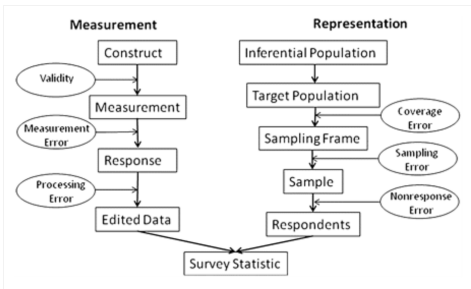 Measurement
Representation
Construct
Inferential Population
Validity
Target Population
Measurement
Coverage
Error
Measurement
Error
Sampling Frame
Response
Sampling
Error
Sample
Processing
Error
Nonresponse
Error
Edited Data
Respondents
Survey Statistic